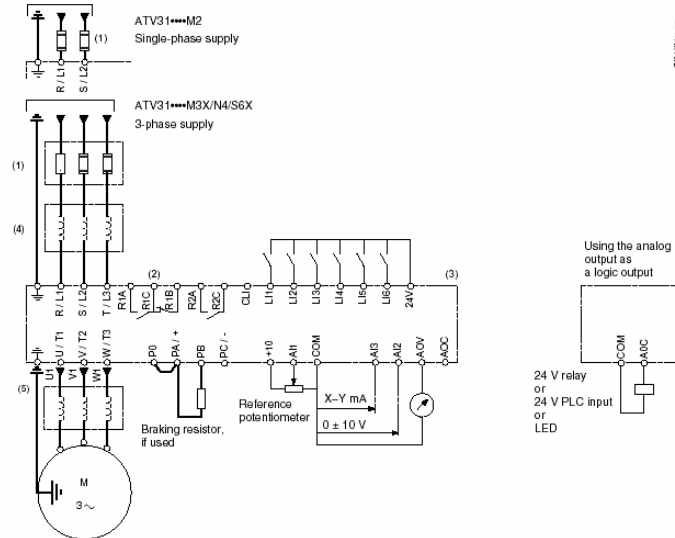 ATV31••••M2
Single-phase supply
(1)
R / L1
S / L2
ATV31••••M3X/N4/S6X
3-phase supply
(1)
(4)
(2)
(3)
R / L1
S / L2
T / L3
R1A
R1C
R1B
R2A
R2C
CLI
LI1
LI2
LI3
LI4
LI5
LI6
24V
U / T1
V / T2
W / T3
P0
PA / +
PB
PC / -
+10
AI1
COM
AI3
AI2
AOV
AOC
(5)
U1
V1
W1
M
3~
Braking resistor,
if used
Reference
potentiometer
X–Y mA
0 ± 10 V
Using the analog
output as
a logic output
COM
A0C
24 V relay
or
24 V PLC input
or
LED